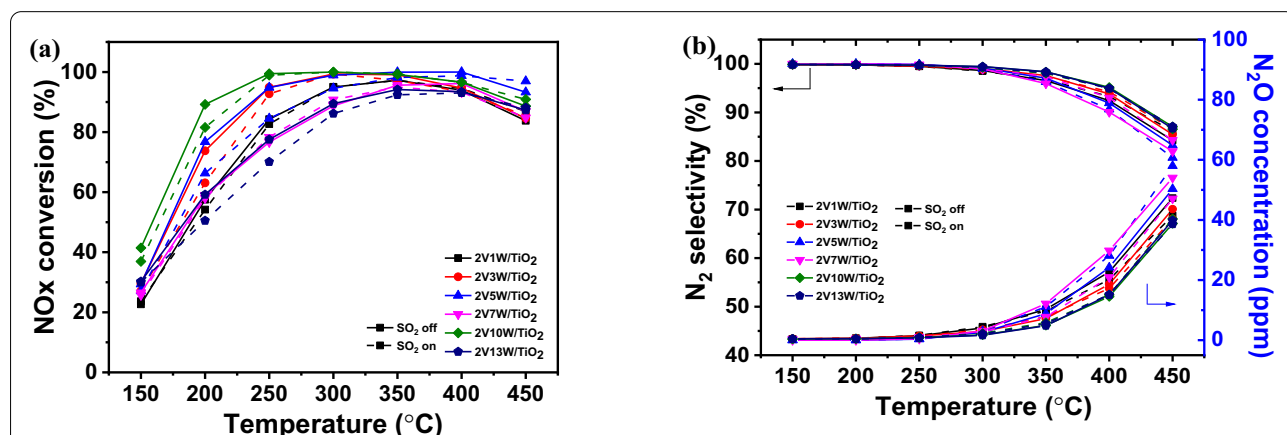 (a)
NOx conversion (%)
120
100
80
60
40
20
0
2V1W/TiO₂
2V3W/TiO₂
2V5W/TiO₂
2V7W/TiO₂
2V10W/TiO₂
2V13W/TiO₂
SO₂ off
SO₂ on
150 200 250 300 350 400 450
Temperature (°C)
(b)
N₂ selectivity (%)
100
90
80
70
60
50
40
2V1W/TiO₂
2V3W/TiO₂
2V5W/TiO₂
2V7W/TiO₂
2V10W/TiO₂
2V13W/TiO₂
SO₂ off
SO₂ on
100
80
60
40
20
0
N₂O concentration (ppm)
150 200 250 300 350 400 450
Temperature (°C)